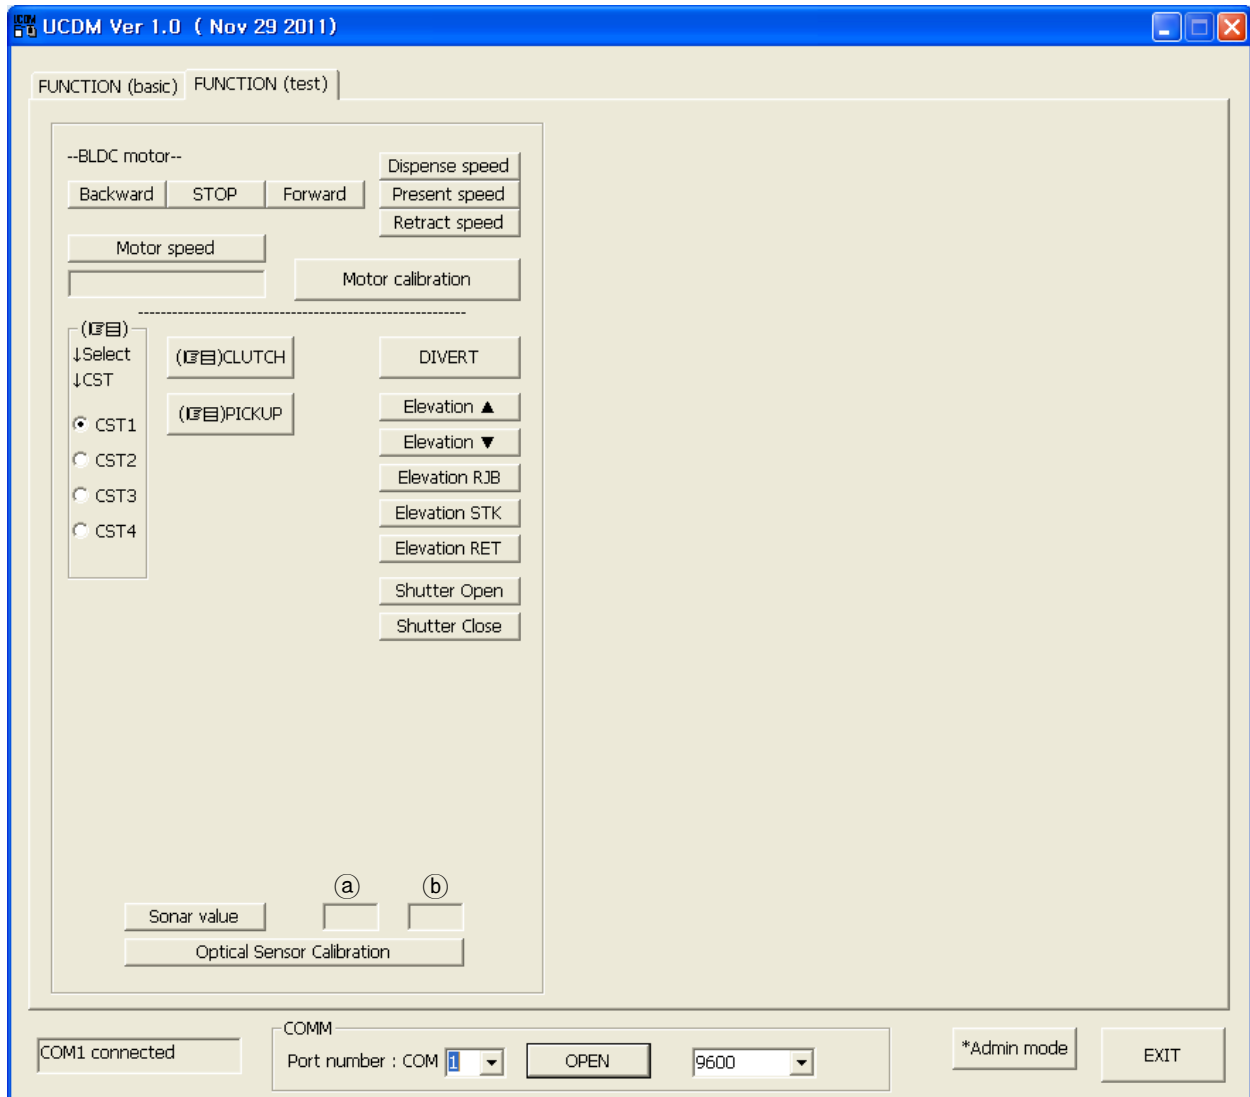 UCDM Ver 1.0 ( Nov 29 2011)
FUNCTION (basic) FUNCTION (test)
--BLDC motor--
Backward STOP Forward
Dispense speed
Present speed
Retract speed
Motor speed
Motor calibration
(☞目)
↓Select
↓CST
CST1
CST2
CST3
CST4
(☞目)CLUTCH
(☞目)PICKUP
DIVERT
Elevation ▲
Elevation ▼
Elevation RJB
Elevation STK
Elevation RET
Shutter Open
Shutter Close
ⓐ ⓑ
Sonar value
Optical Sensor Calibration
COM1 connected
COMM
Port number : COM 1 OPEN 9600
*Admin mode
EXIT